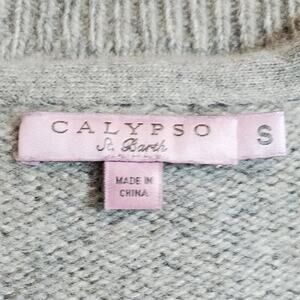 CALYPSO
St. Barth
S
MADE IN
CHINA